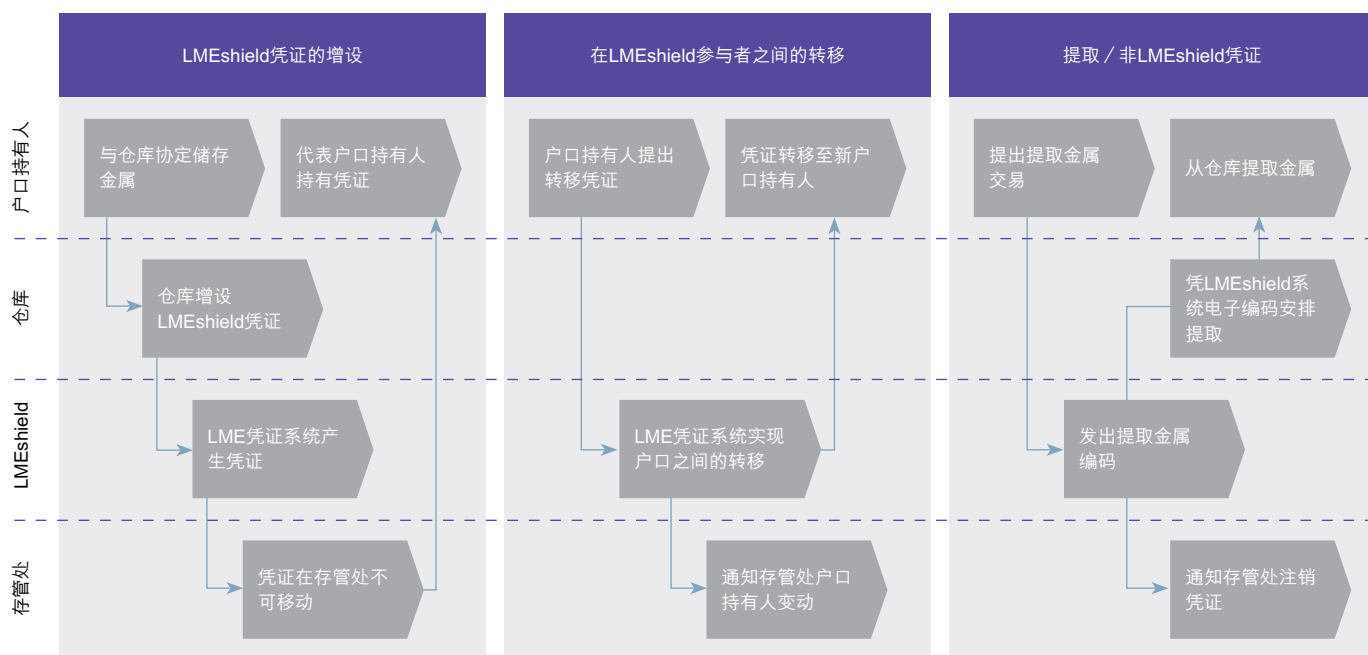 LMEshield凭证的增设
在LMEshield参与者之间的转移
提取／非LMEshield凭证
户口持有人
与仓库协定储存
金属
代表户口持有人
持有凭证
户口持有人提出
转移凭证
凭证转移至新户
口持有人
提出提取金属
交易
从仓库提取金属
仓库
仓库增设
LMEshield凭证
凭LMEshield系
统电子编码安排
提取
LMEshield
LME凭证系统产
生凭证
LME凭证系统实现
户口之间的转移
发出提取金属
编码
存管处
凭证在存管处不
可移动
通知存管处户口
持有人变动
通知存管处注销
凭证